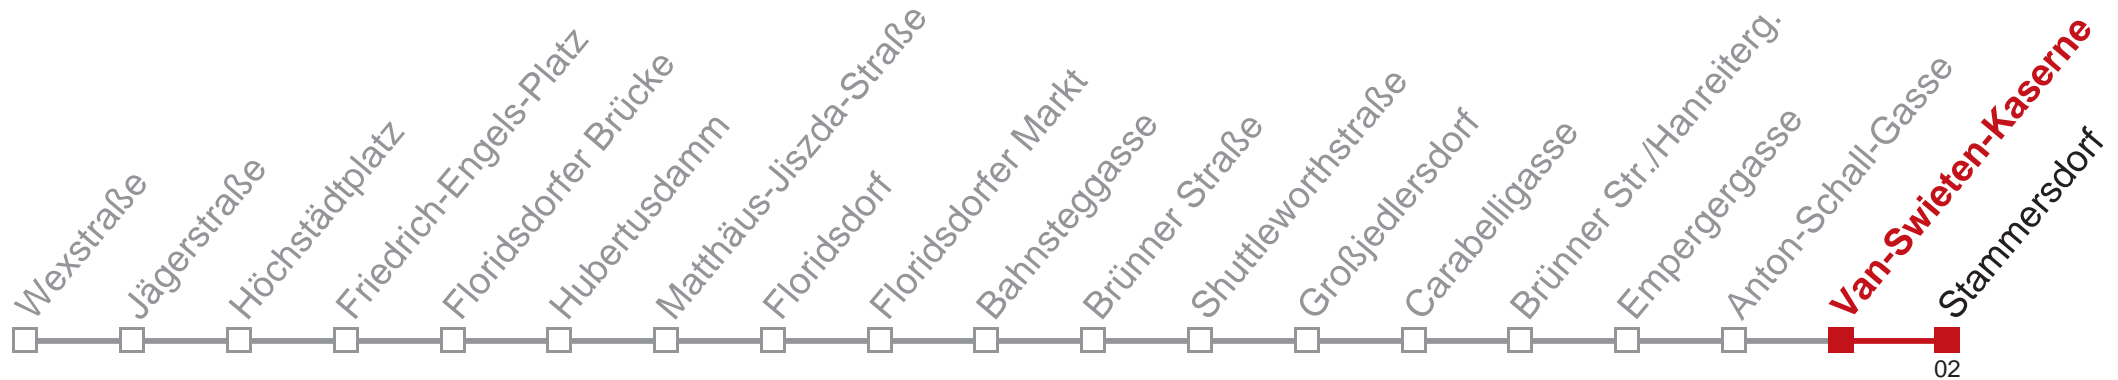 Wexstraße
Jägerstraße
Höchstädtplatz
Friedrich-Engels-Platz
Floridsdorfer Brücke
Hubertusdamm
Matthäus-Jiszda-Straße
Floridsdorf
Floridsdorfer Markt
Bahnsteggasse
Brünner Straße
Shuttleworthstraße
Großjedlersdorf
Carabelligasse
Brünner Str./Hanreiterg.
Empergergasse
Anton-Schall-Gasse
Van-Swieten-Kaserne
Stammersdorf
02